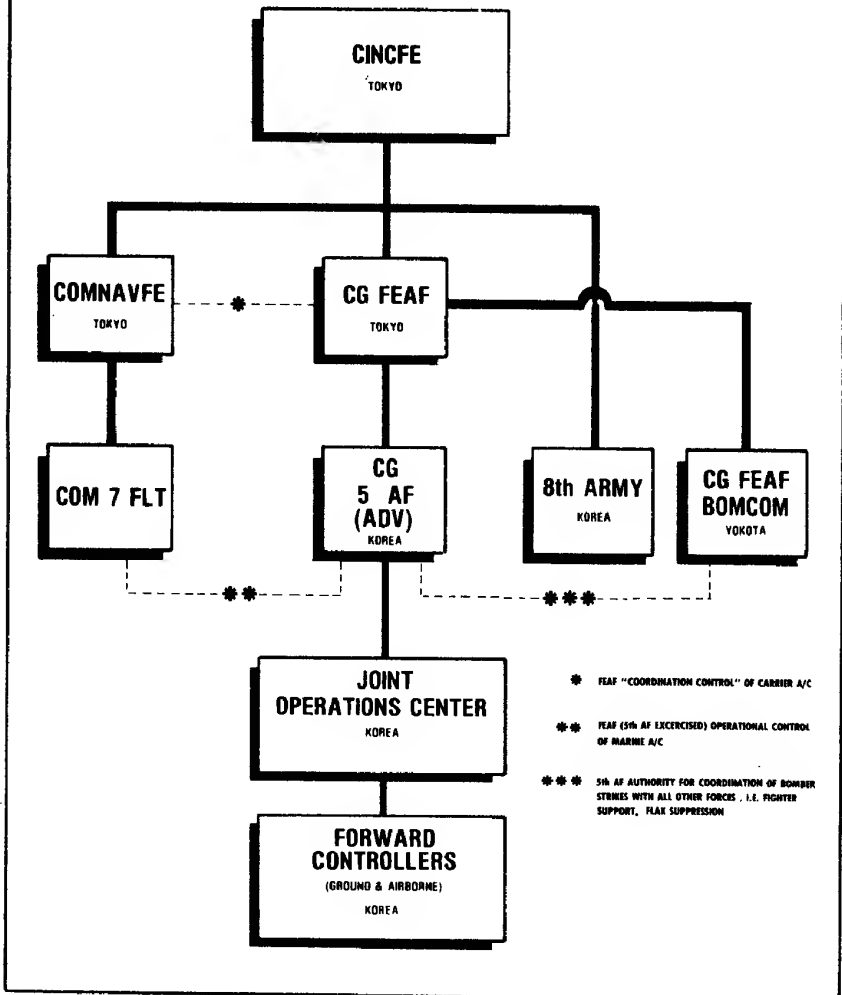 CINCFE
TOKYO
COMNAVFE
TOKYO
*
CG FEAF
TOKYO
COM 7 FLT
CG
5 AF
(ADV)
KOREA
8th ARMY
KOREA
CG FEAF
BOMCOM
YOKOTA
**
***
JOINT
OPERATIONS CENTER
KOREA
FORWARD
CONTROLLERS
(GROUND & AIRBORNE)
KOREA
* FEAF "COORDINATION CONTROL" OF CARRIER A/C
** FEAF (5th AF EXCERCISED) OPERATIONAL CONTROL
OF MARINE A/C
*** 5th AF AUTHORITY FOR COORDINATION OF BOMBER
STRIKES WITH ALL OTHER FORCES , I.E. FIGHTER
SUPPORT, FLAK SUPPRESSION